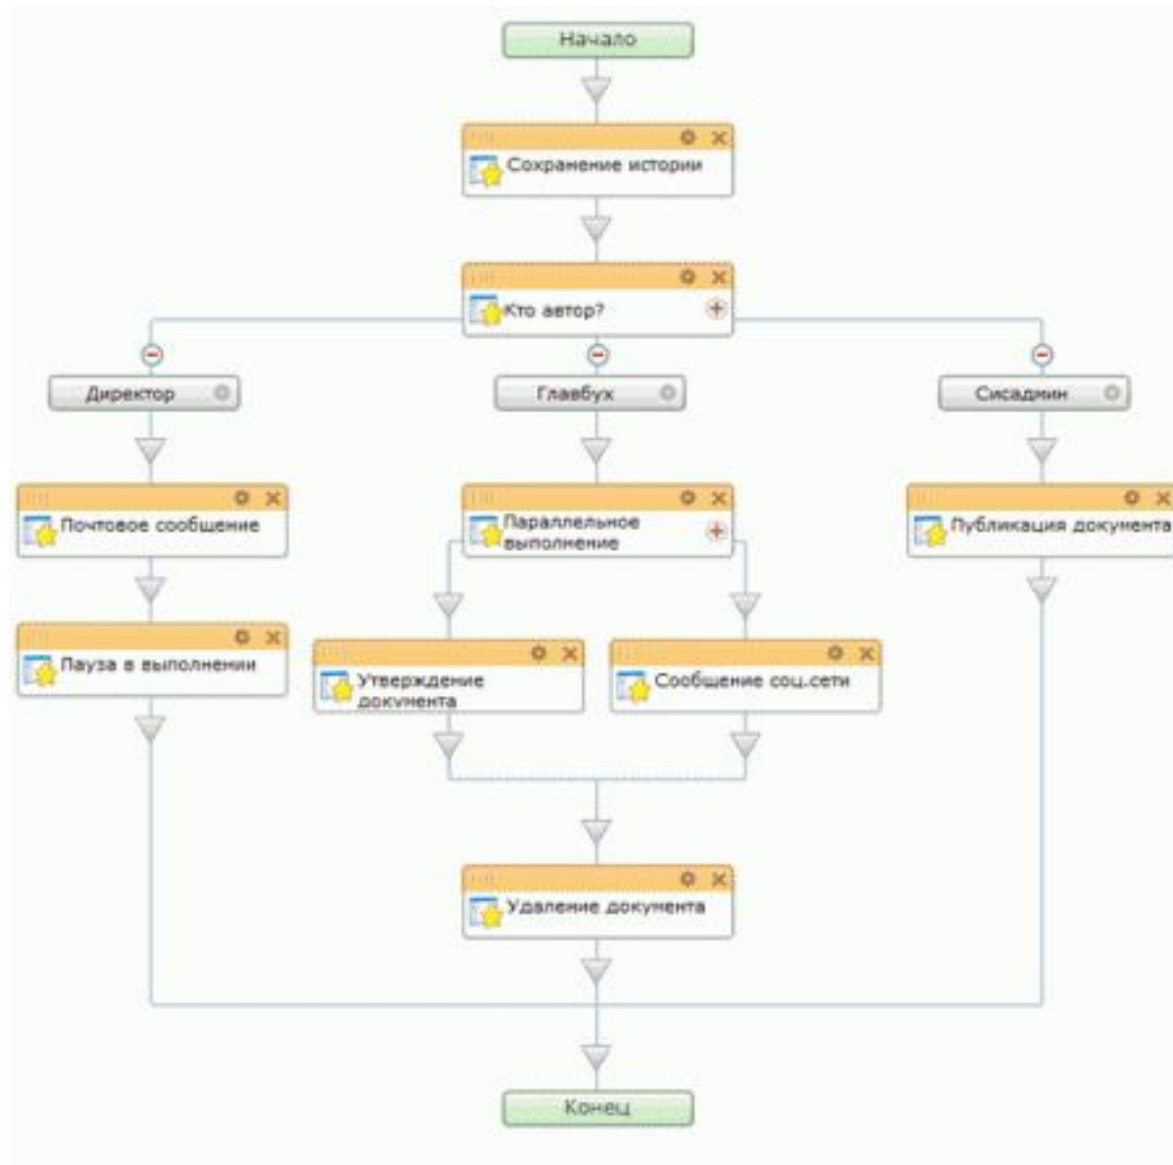 Начало
Сохранение истории
Кто автор?
Директор
Главбух
Сисадмин
Почтовое сообщение
Параллельное
выполнение
Публикация документа
Пауза в выполнении
Утверждение
документа
Сообщение соц.сети
Удаление документа
Конец